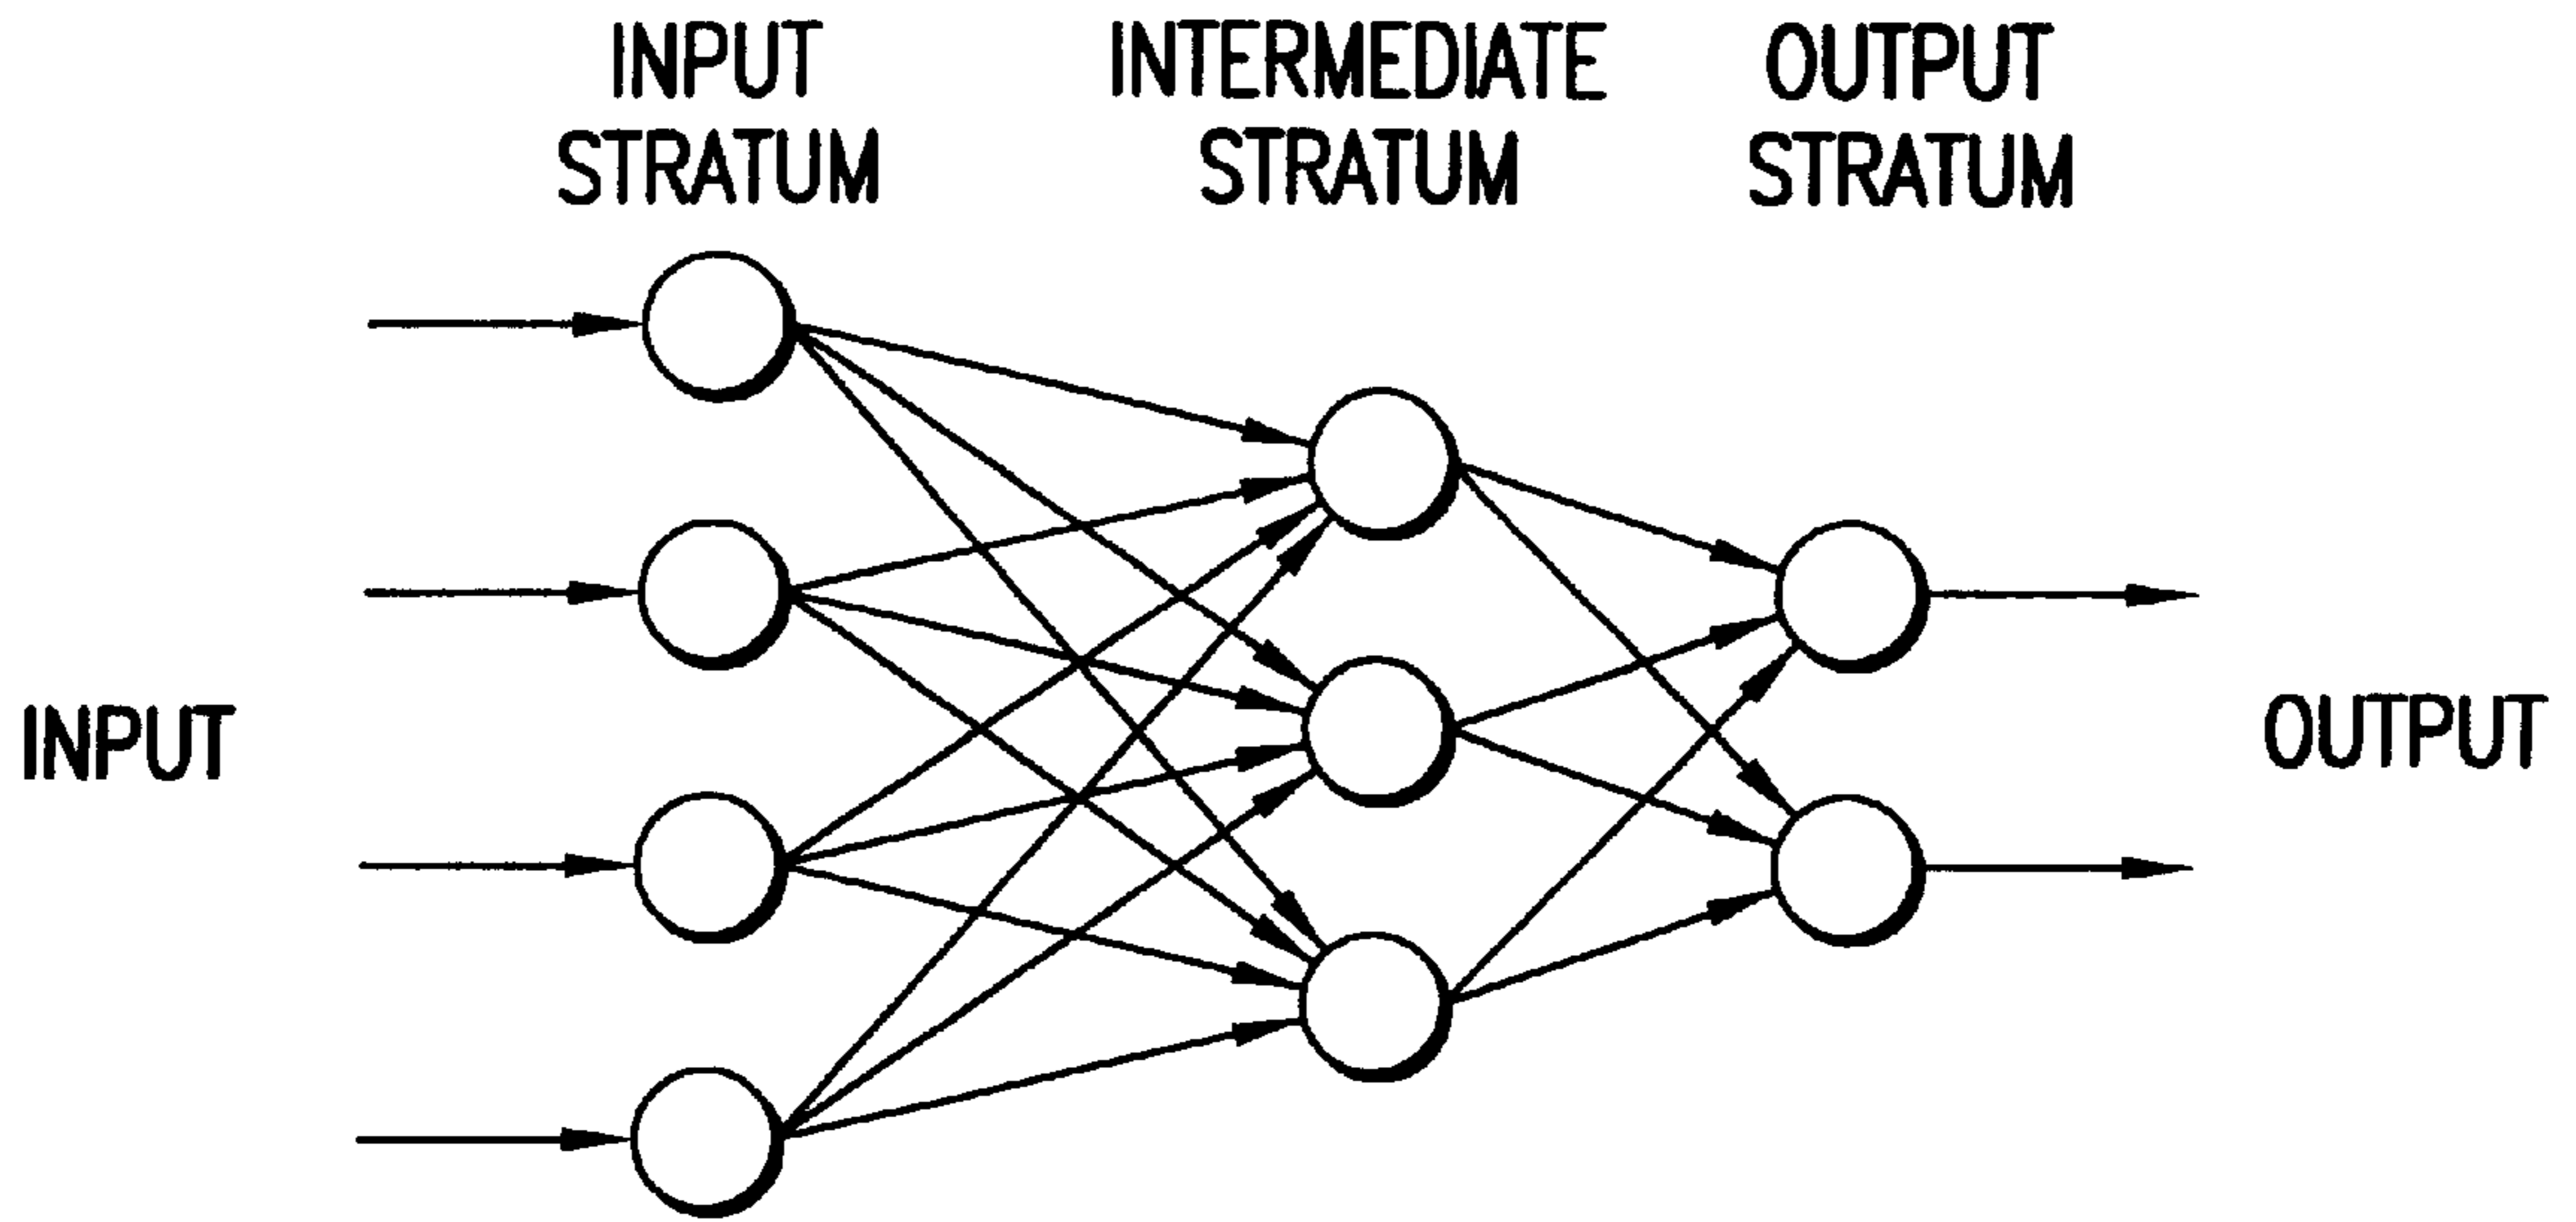 INPUT
STRATUM
INTERMEDIATE
STRATUM
OUTPUT
STRATUM
INPUT
OUTPUT